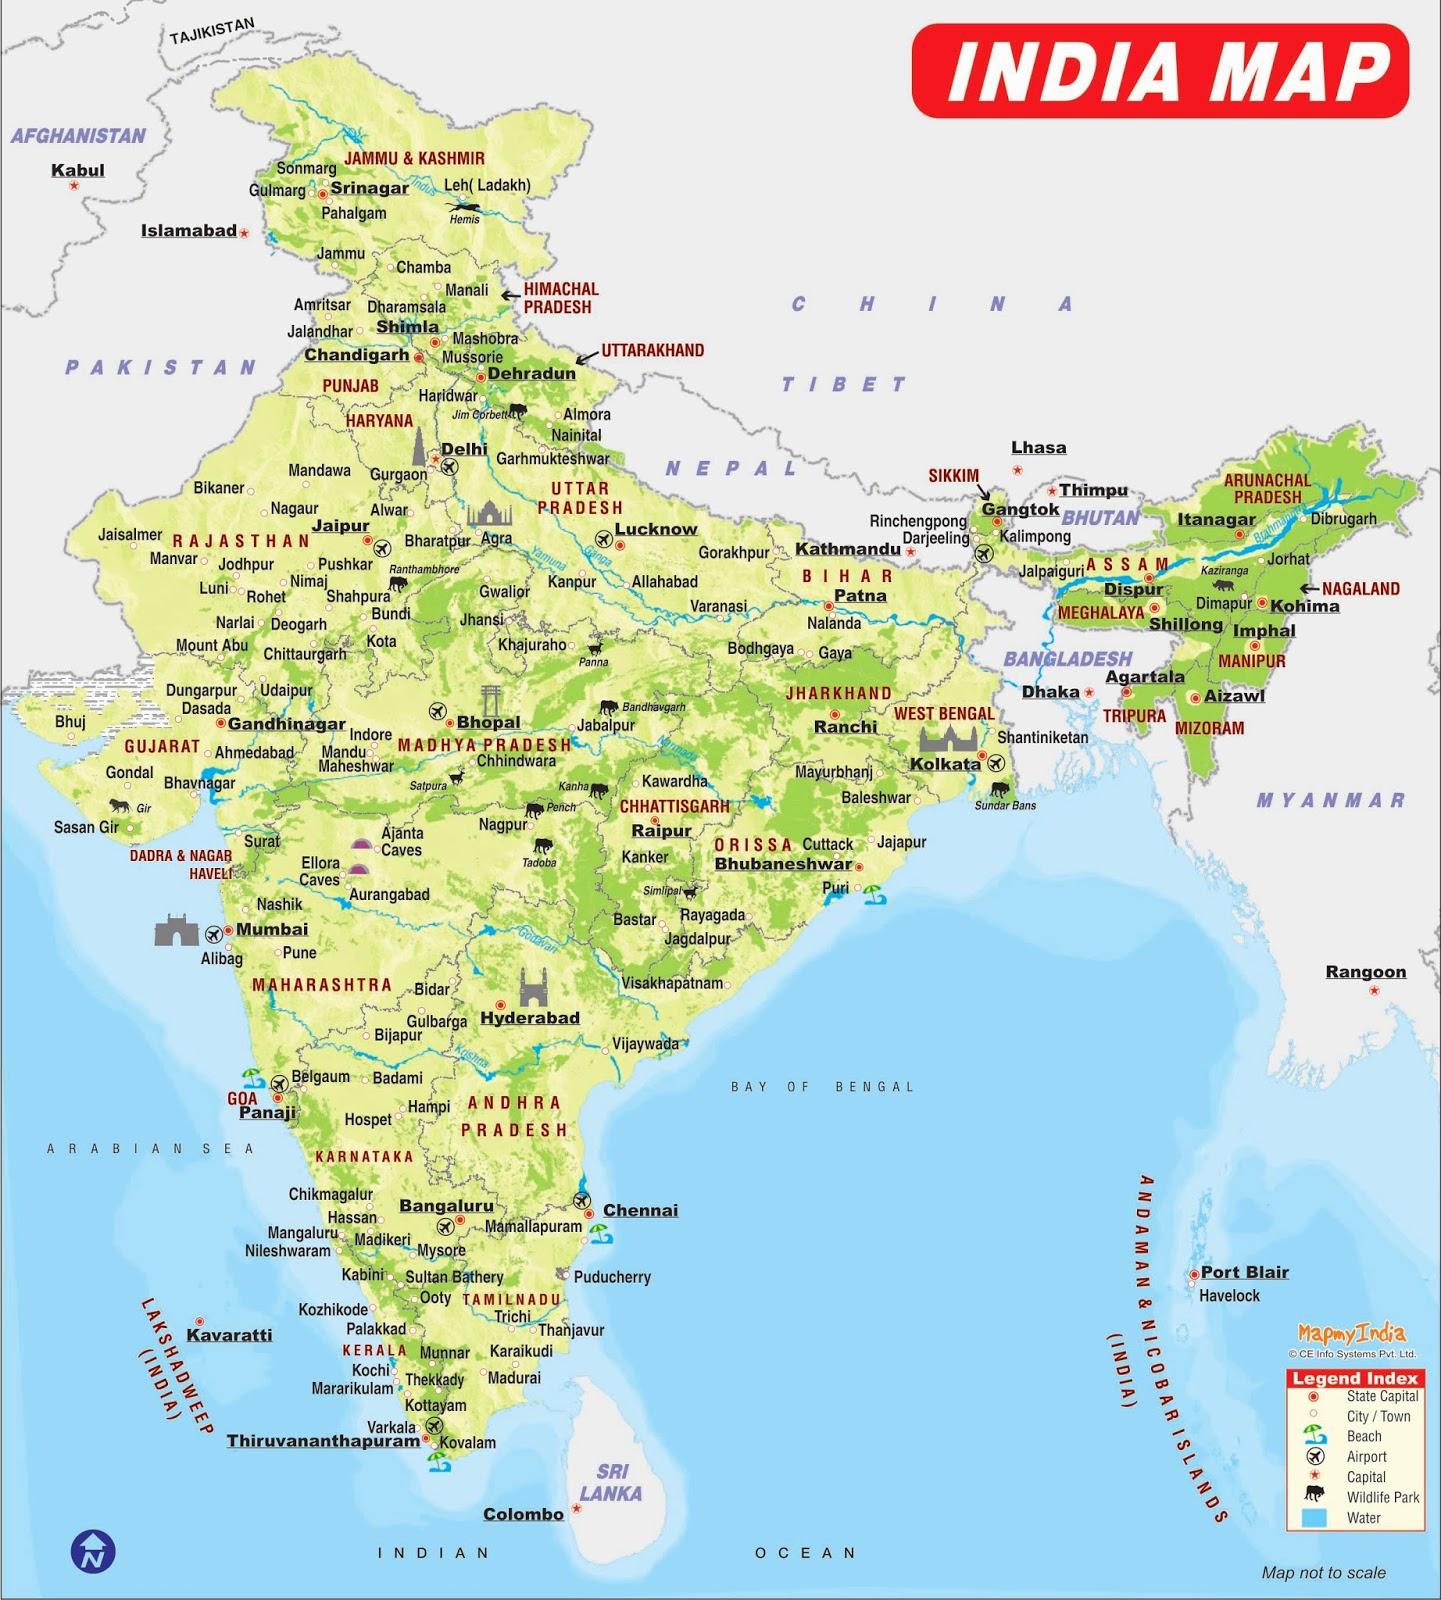 INDIA MAP
TAJIKISTAN
AFGHANISTAN
Kabul
Islamabad
JAMMU & KASHMIR
Sonmarg
Gulmarg
Srinagar
Pahalgam
Indus
Leh( Ladakh)
Hemis
Jammu
Chamba
Manali
HIMACHAL
PRADESH
Amritsar
Dharamsala
Jalandhar
Shimla
Mashobra
Chandigarh
Mussorie
UTTARAKHAND
Dehradun
PAKISTAN
CHINA
TIBET
PUNJAB
Haridwar
HARYANA
Jim Corbett
Almora
Nainital
Delhi
Garhmukteshwar
Gurgaon
NEPAL
Lhasa
SIKKIM
Thimpu
BHUTAN
Gangtok
Rinchengpong
Darjeeling
Kalimpong
Kathmandu
ARUNACHAL
PRADESH
Itanagar
Dibrugarh
Mandawa
Bikaner
Nagaur
Alwar
Jaipur
Bharatpur
Agra
UTTAR
PRADESH
Lucknow
Gorakhpur
Jaisalmer
RAJASTHAN
Manvar
Jodhpur
Pushkar
Ranthambhore
Luni
Nimaj
Rohet
Shahpura
Bundi
Narlai
Deogarh
Kota
Mount Abu
Chittaurgarh
Gwalior
Jhansi
Yamuna
Ganga
Kanpur
Allahabad
Varanasi
Khajuraho
Panna
BIHAR
Patna
Nalanda
Bodhgaya
Gaya
Jalpaiguri
ASSAM
Dispur
Kaziranga
Jorhat
NAGALAND
Dimapur
Kohima
MEGHALAYA
Shillong
Imphal
MANIPUR
BANGLADESH
Dhaka
Agartala
Aizawl
TRIPURA
MIZORAM
MYANMAR
Rangoon
Dungarpur
Udaipur
Dasada
Bhuj
Gandhinagar
GUJARAT
Ahmedabad
Gondal
Bhavnagar
Gir
Sasan Gir
Surat
DADRA & NAGAR
HAVELI
Bhopal
Indore
Mandu
Maheshwar
MADHYA PRADESH
Chhindwara
Satpura
Bandhavgarh
Jabalpur
Narmada
Kanha
Pench
Nagpur
Tadoba
JHARKHAND
Ranchi
WEST BENGAL
Shantiniketan
Kolkata
Sundar Bans
Mayurbhanj
Baleshwar
Kawardha
CHHATTISGARH
Raipur
Kanker
Simlipal
Bastar
Rayagada
Jagdalpur
ORISSA
Cuttack
Jajapur
Bhubaneshwar
Puri
Ajanta
Caves
Ellora
Caves
Aurangabad
Nashik
Mumbai
Alibag
Pune
MAHARASHTRA
Godavari
Bidar
Gulbarga
Bijapur
Hyderabad
Visakhapatnam
Vijaywada
Krishna
Belgaum
Badami
GOA
Panaji
Hampi
Hospet
ANDHRA
PRADESH
BAY OF BENGAL
ARABIAN SEA
KARNATAKA
Chikmagalur
Hassan
Bangaluru
Mangaluru
Madikeri
Nileshwaram
Mysore
Mamallapuram
Chennai
Kabini
Sultan Bathery
Puducherry
Ooty
TAMILNADU
Kozhikode
Trichi
Palakkad
Thanjavur
KERALA
Munnar
Karaikudi
Kochi
Thekkady
Madurai
Mararikulam
Kottayam
Varkala
Thiruvananthapuram
Kovalam
Kavaratti
LAKSHADWEEP
(INDIA)
SRI
LANKA
Colombo
INDIAN OCEAN
ANDAMAN & NICOBAR ISLANDS
(INDIA)
Port Blair
Havelock
MapmyIndia
© CE Info Systems Pvt. Ltd.
Legend Index
State Capital
City / Town
Beach
Airport
Capital
Wildlife Park
Water
N
Map not to scale